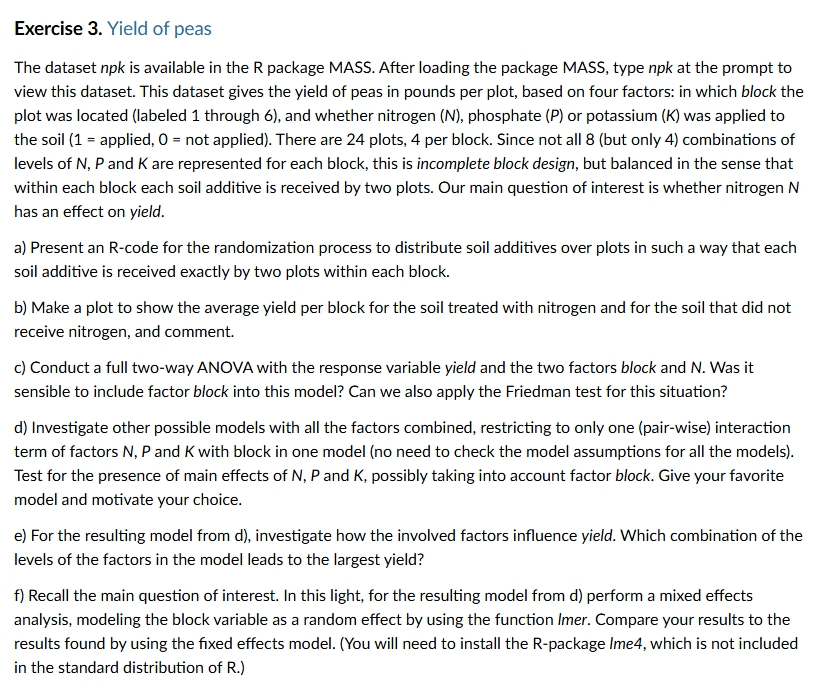 Exercise 3. Yield of peas
The dataset npk is available in the R package MASS. After loading the package MASS, type npk at the prompt to
view this dataset. This dataset gives the yield of peas in pounds per plot, based on four factors: in which block the
plot was located (labeled 1 through 6), and whether nitrogen (N), phosphate (P) or potassium (K) was applied to
the soil (1 = applied, 0 = not applied). There are 24 plots, 4 per block. Since not all 8 (but only 4) combinations of
levels of N, P and K are represented for each block, this is incomplete block design, but balanced in the sense that
within each block each soil additive is received by two plots. Our main question of interest is whether nitrogen N
has an effect on yield.
a) Present an R-code for the randomization process to distribute soil additives over plots in such a way that each
soil additive is received exactly by two plots within each block.
b) Make a plot to show the average yield per block for the soil treated with nitrogen and for the soil that did not
receive nitrogen, and comment.
c) Conduct a full two-way ANOVA with the response variable yield and the two factors block and N. Was it
sensible to include factor block into this model? Can we also apply the Friedman test for this situation?
d) Investigate other possible models with all the factors combined, restricting to only one (pair-wise) interaction
term of factors N, P and K with block in one model (no need to check the model assumptions for all the models).
Test for the presence of main effects of N, P and K, possibly taking into account factor block. Give your favorite
model and motivate your choice.
e) For the resulting model from d), investigate how the involved factors influence yield. Which combination of the
levels of the factors in the model leads to the largest yield?
f) Recall the main question of interest. In this light, for the resulting model from d) perform a mixed effects
analysis, modeling the block variable as a random effect by using the function lmer. Compare your results to the
results found by using the fixed effects model. (You will need to install the R-package lme4, which is not included
in the standard distribution of R.)